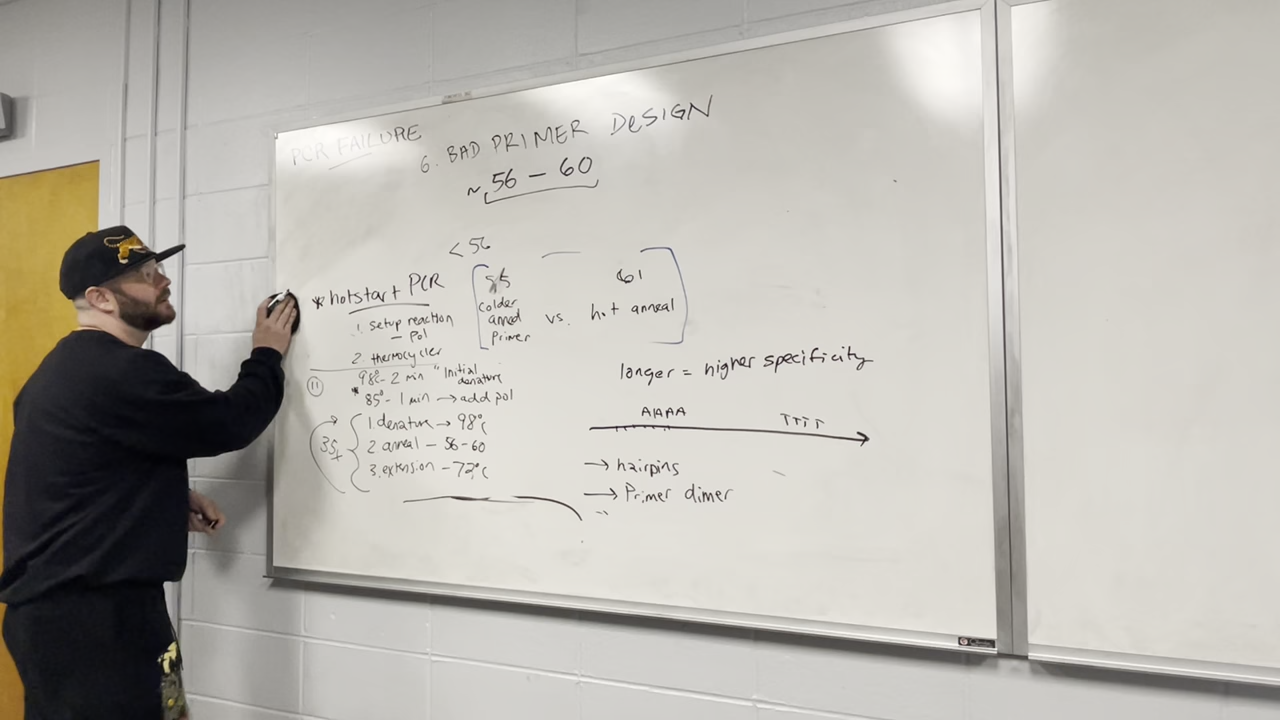 PCR FAILURE
6. BAD PRIMER DeSIGN
~ 56 - 60
< 56
* hotstart PCR
1. setup reaction
- Pol
2. thermocycler
98°C - 2 min "Initial denature
* 85° - 1 min → add pol
35
1. denature → 98°C
2 anneal - 56-60
3. extension - 72°C
55
colder
primer
vs.
61
hot anneal
longer = higher specificity
AAAA
TTTT
→ hairpins
→ Primer dimer